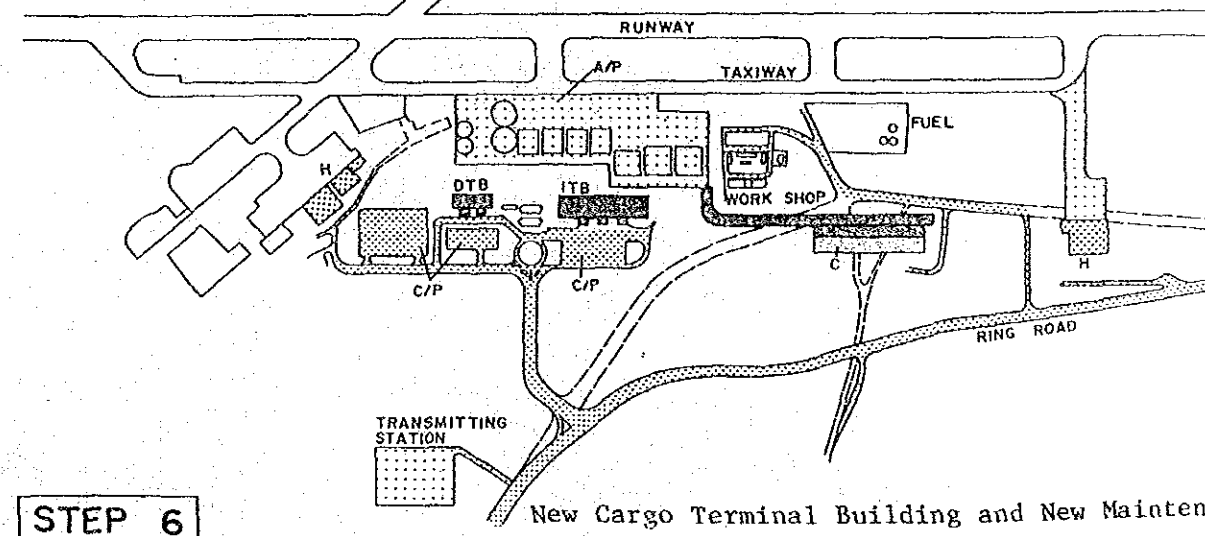 RUNWAY
A/P
TAXIWAY
FUEL
H
DTB
ITB
WORK SHOP
C/P
C/P
C
H
RING ROAD
TRANSMITTING
STATION
STEP 6
New Cargo Terminal Building and New Mainten